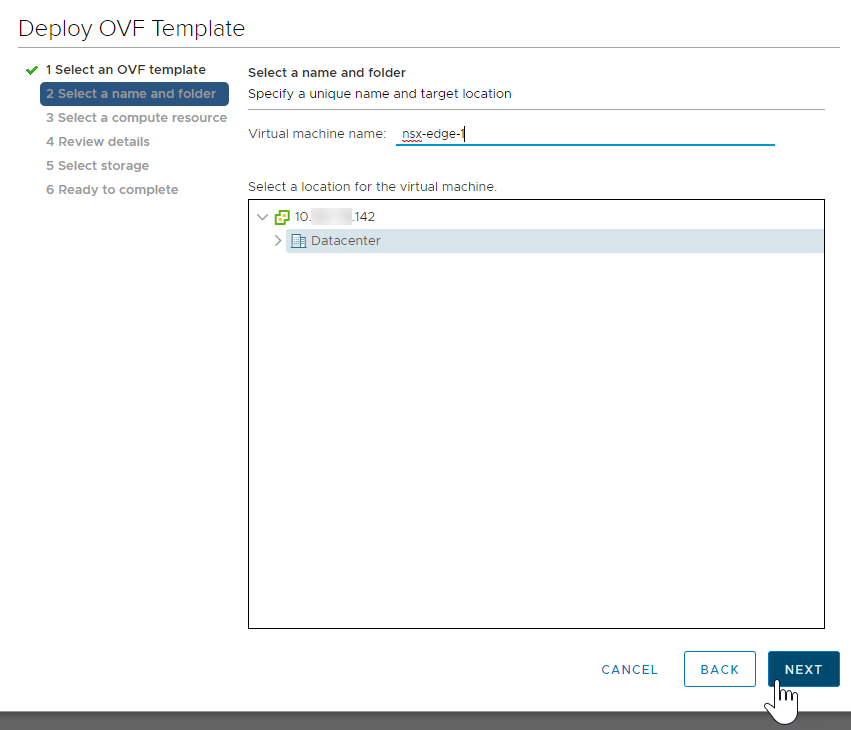 Deploy OVF Template
1 Select an OVF template
2 Select a name and folder
3 Select a compute resource
4 Review details
5 Select storage
6 Ready to complete
Select a name and folder
Specify a unique name and target location
Virtual machine name: nsx-edge-1
Select a location for the virtual machine.
10. .142
Datacenter
CANCEL BACK NEXT